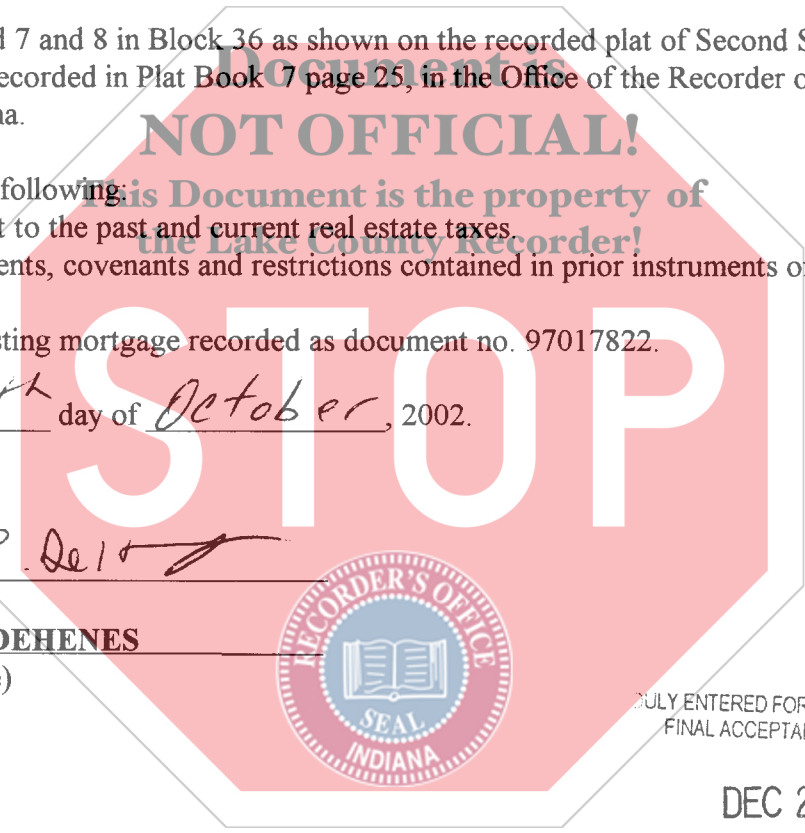 7 and 8 in Block 36 as shown on the recorded plat of Second S
Document is
ecorded in Plat Book 7 page 25, in the Office of the Recorder o
na.
NOT OFFICIAL!
following:
This Document is the property of
t to the past and current real estate taxes.
the Lake County Recorder!
ents, covenants and restrictions contained in prior instruments of
sting mortgage recorded as document no. 97017822.
STOP
th day of October, 2002.
DEHENES
)
RECORDER'S OFFICE
SEAL
INDIANA
DULY ENTERED FOR
FINAL ACCEPTA
DEC 2